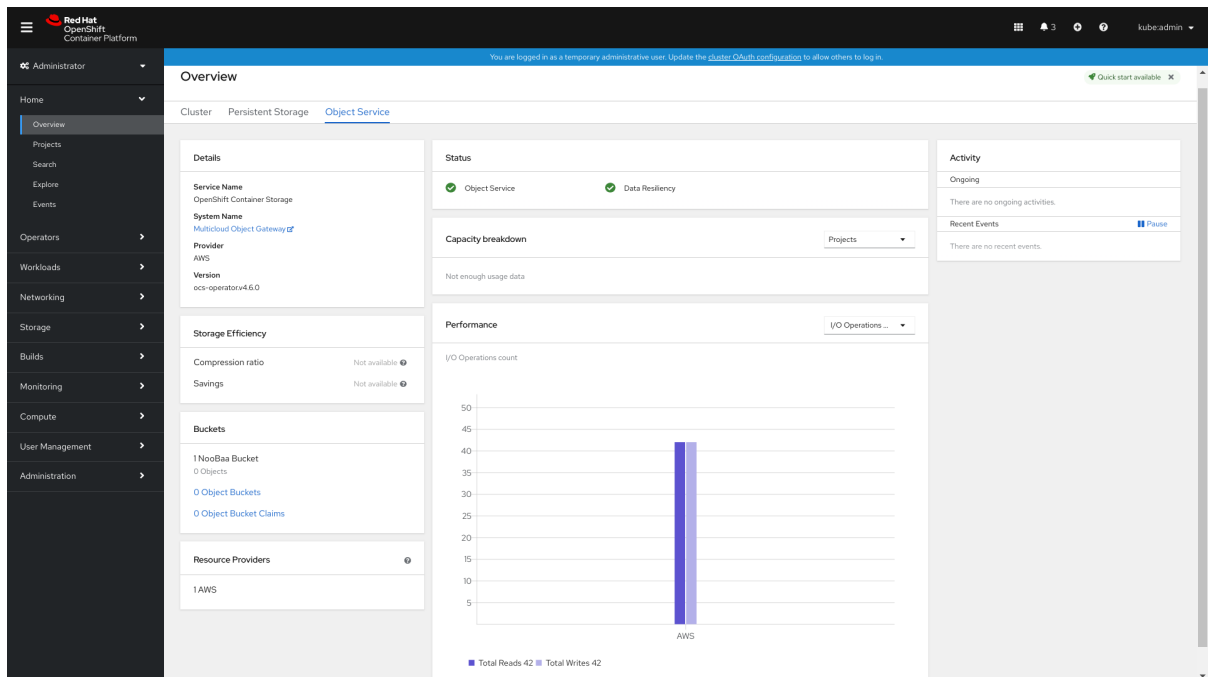 Red Hat
OpenShift
Container Platform
3
kube:admin
You are logged in as a temporary administrative user. Update the cluster OAuth configuration to allow others to log in.
Administrator
Home
Overview
Projects
Search
Explore
Events
Operators
Workloads
Networking
Storage
Builds
Monitoring
Compute
User Management
Administration
Overview
Quick start available
Cluster
Persistent Storage
Object Service
Details
Service Name
OpenShift Container Storage
System Name
Multicloud Object Gateway
Provider
AWS
Version
ocs-operator.v4.6.0
Storage Efficiency
Compression ratio
Not available
Savings
Not available
Buckets
1 NooBaa Bucket
0 Objects
0 Object Buckets
0 Object Bucket Claims
Resource Providers
1 AWS
Status
Object Service
Data Resiliency
Capacity breakdown
Projects
Not enough usage data
Performance
I/O Operations ...
I/O Operations count
50
45
40
35
30
25
20
15
10
5
AWS
Total Reads 42
Total Writes 42
Activity
Ongoing
There are no ongoing activities.
Recent Events
Pause
There are no recent events.